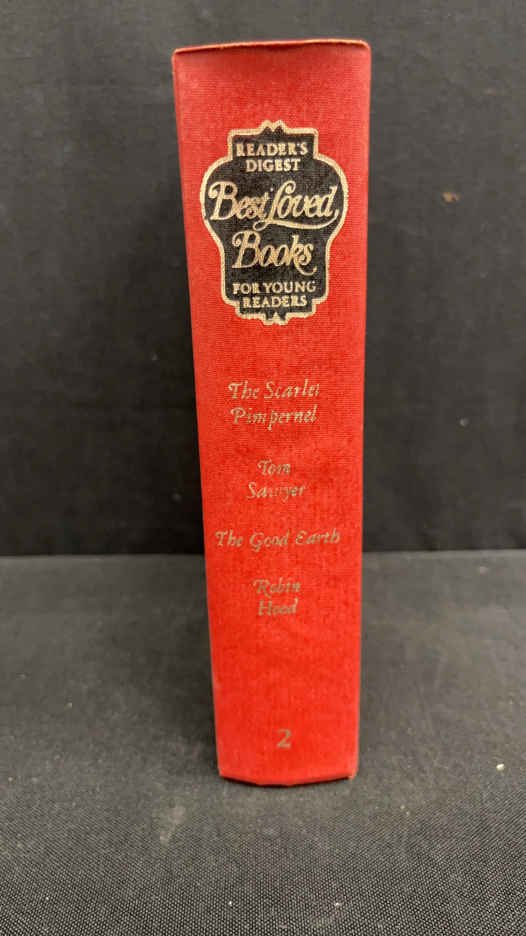 READER'S
DIGEST
Best Loved
Books
FOR YOUNG
READERS
The Scarlet
Pimpernel
Tom
Sawyer
The Good Earth
Robin
Hood
2